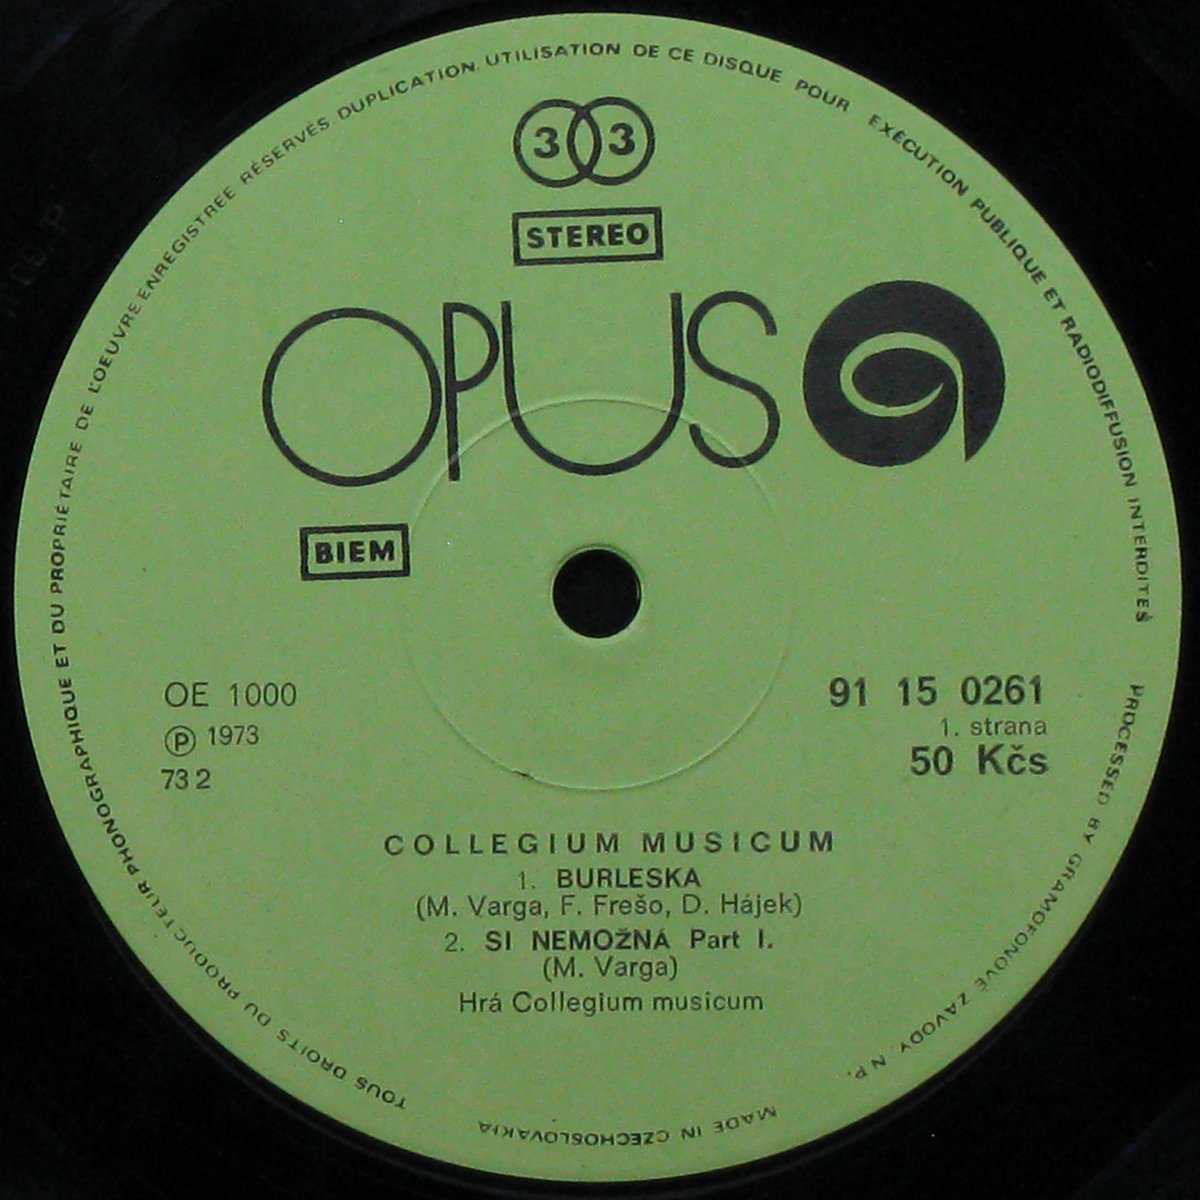 TOUS DROITS DU PRODUCTEUR PHONOGRAPHIQUE ET DU PROPRIÉTAIRE DE L'OEUVRE ENREGISTREE RÉSERVÉS DUPLICATION. UTILISATION DE CE DISQUE POUR EXÉCUTION PUBLIQUE ET RADIODIFFUSION INTERDITES
PROCESSED BY GRAMOFONOVÉ ZÁVODY, N.P.
MADE IN CZECHOSLOVAKIA
33
STEREO
OPUS
BIEM
OE 1000
℗ 1973
73 2
91 15 0261
1. strana
50 Kčs
COLLEGIUM MUSICUM
1. BURLESKA
(M. Varga, F. Frešo, D. Hájek)
2. SI NEMOŽNÁ Part I.
(M. Varga)
Hrá Collegium musicum